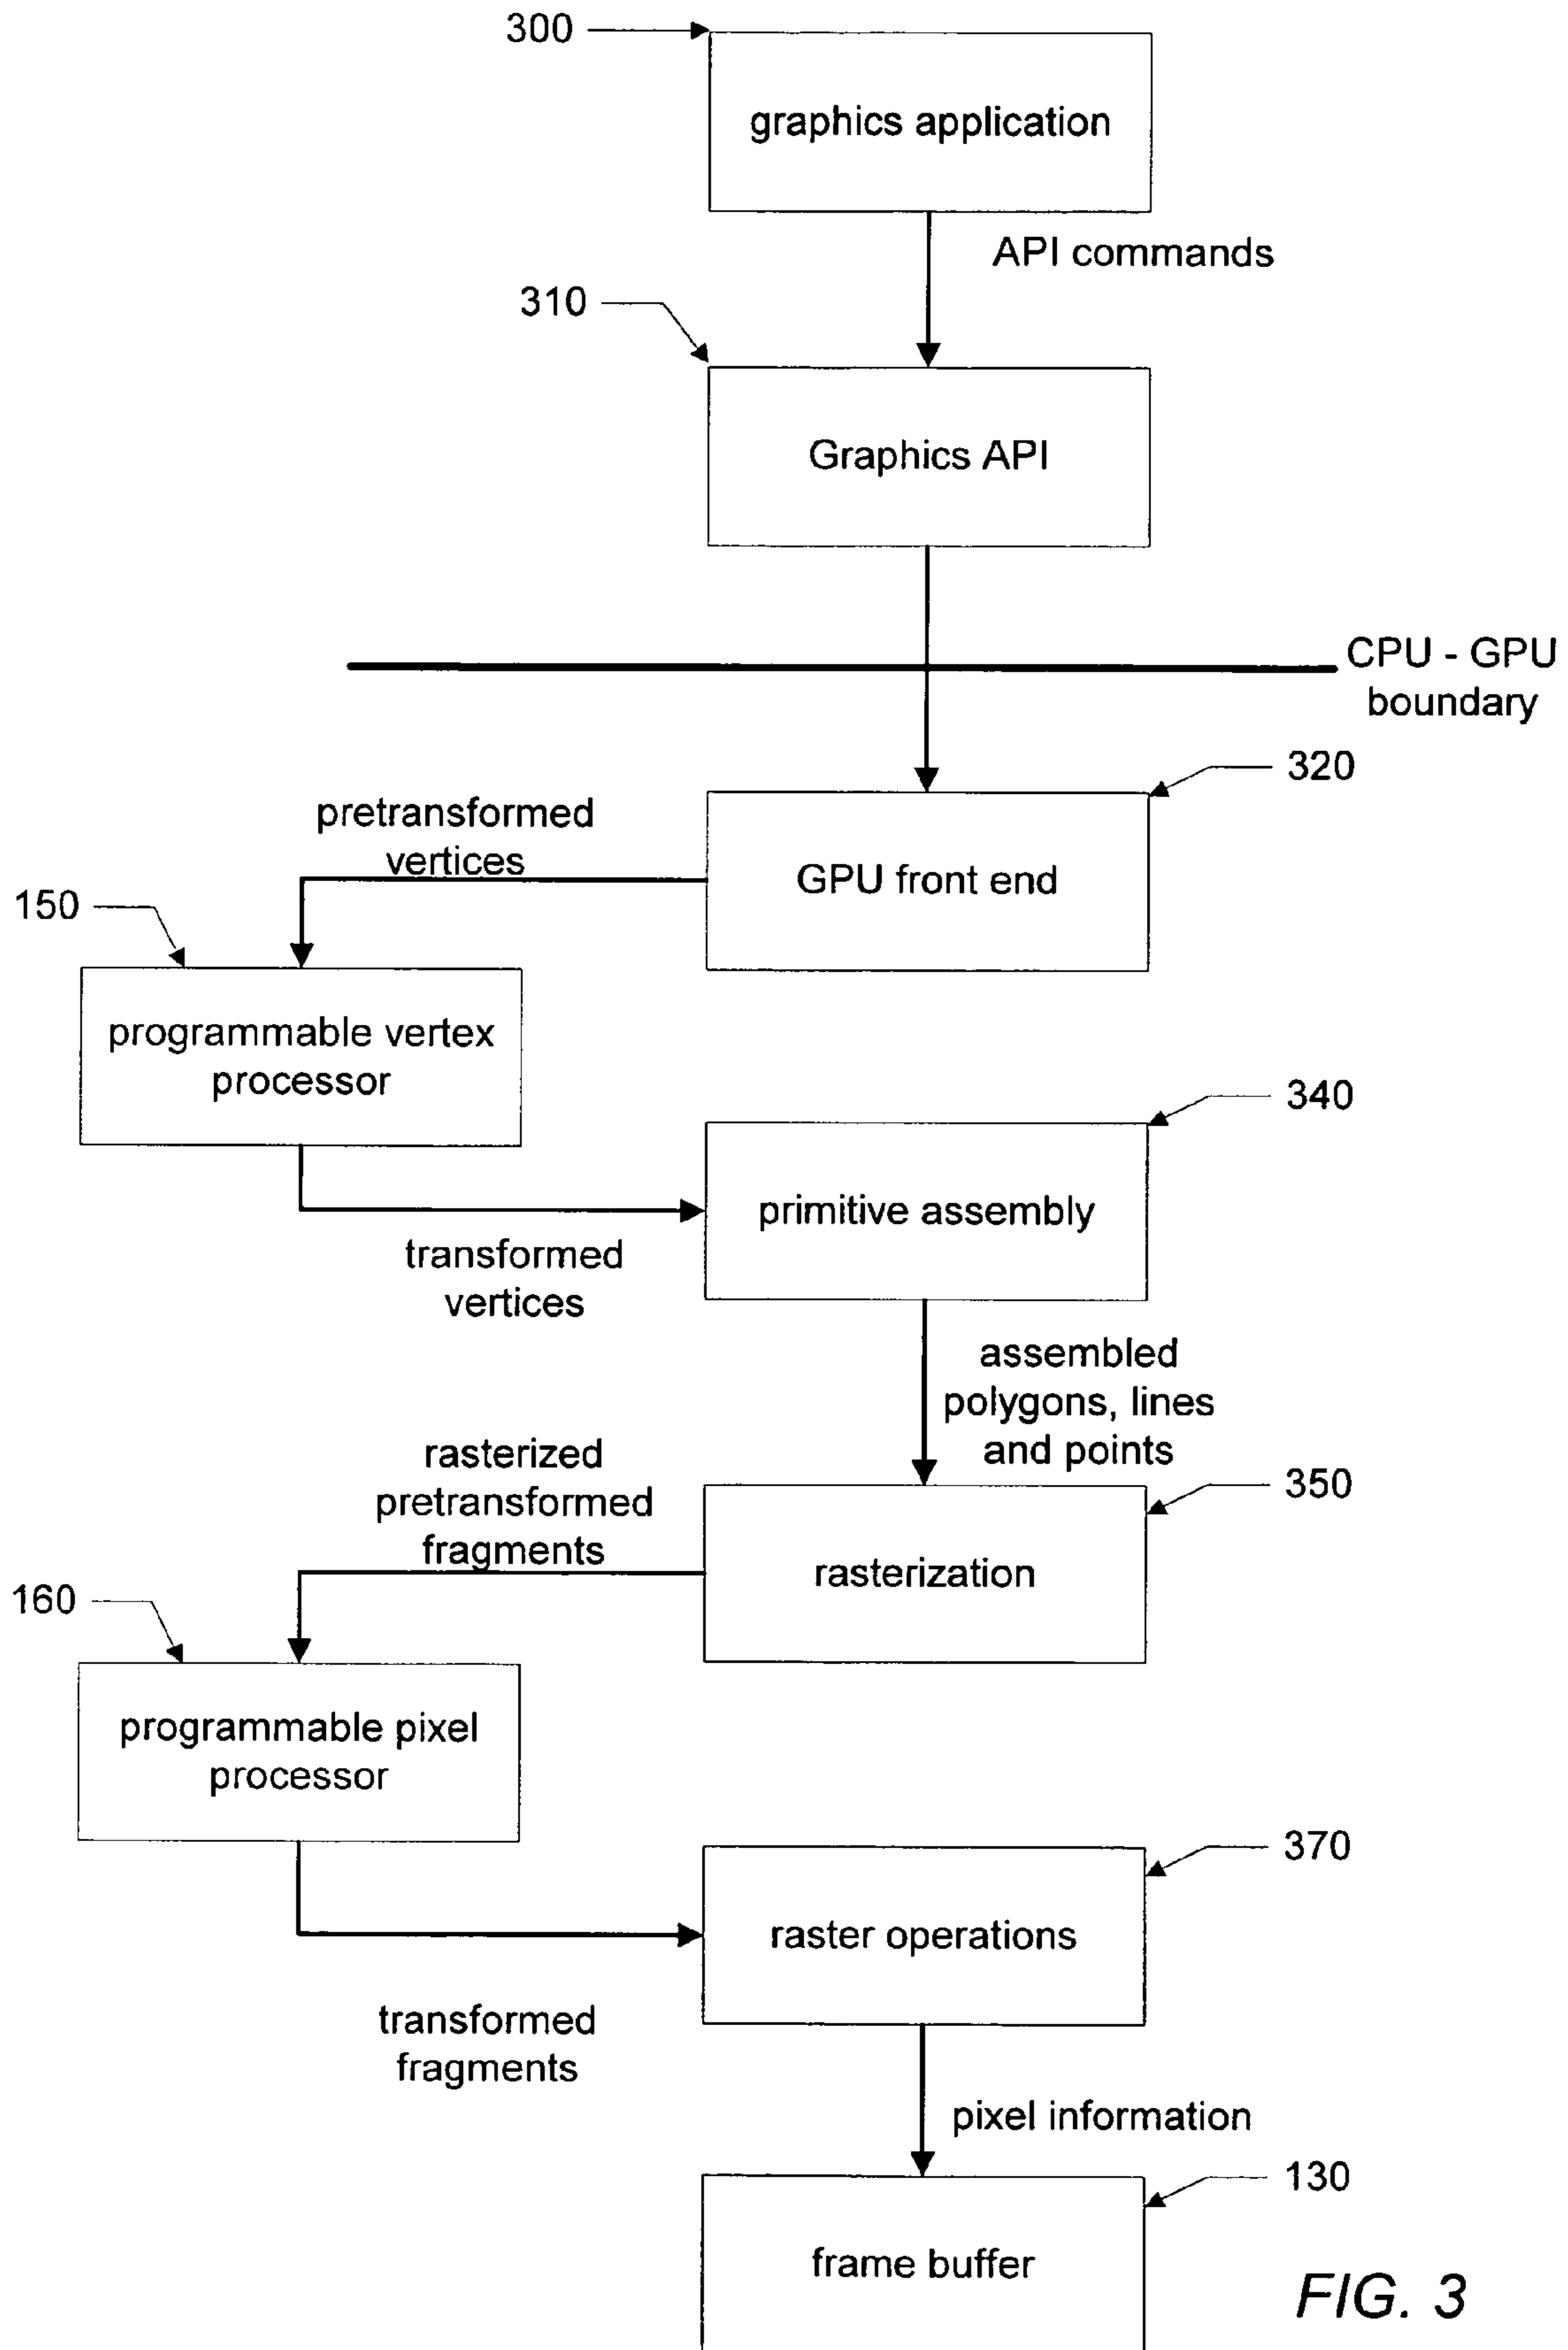 300
graphics application
API commands
310
Graphics API
CPU - GPU
boundary
320
pretransformed
vertices
GPU front end
150
programmable vertex
processor
340
primitive assembly
transformed
vertices
assembled
polygons, lines
and points
rasterized
pretransformed
fragments
350
rasterization
160
programmable pixel
processor
370
raster operations
transformed
fragments
pixel information
130
frame buffer
FIG. 3